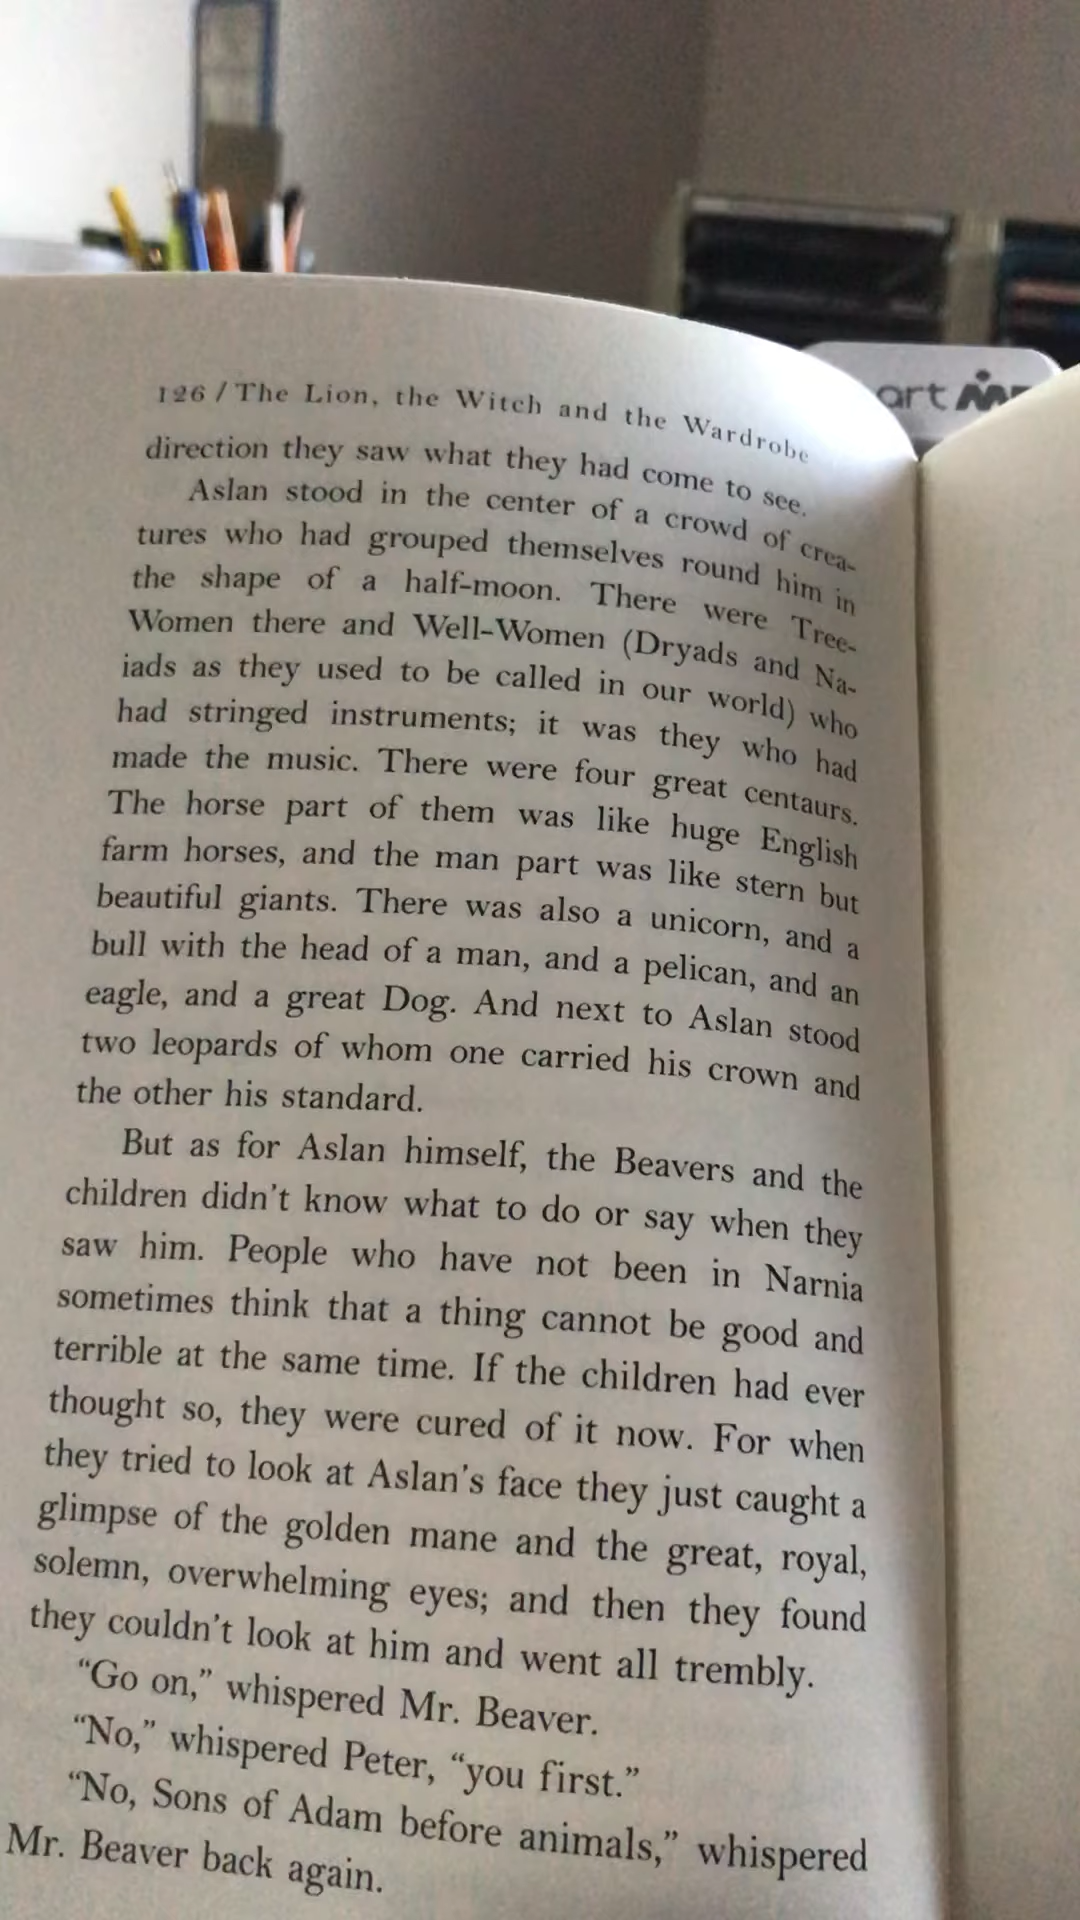 126 / The Lion, the Witch and the Wardrobe
direction they saw what they had come to see.
Aslan stood in the center of a crowd of crea-
tures who had grouped themselves round him in
the shape of a half-moon. There were Tree-
Women there and Well-Women (Dryads and Na-
iads as they used to be called in our world) who
had stringed instruments; it was they who had
made the music. There were four great centaurs.
The horse part of them was like huge English
farm horses, and the man part was like stern but
beautiful giants. There was also a unicorn, and a
bull with the head of a man, and a pelican, and an
eagle, and a great Dog. And next to Aslan stood
two leopards of whom one carried his crown and
the other his standard.
But as for Aslan himself, the Beavers and the
children didn't know what to do or say when they
saw him. People who have not been in Narnia
sometimes think that a thing cannot be good and
terrible at the same time. If the children had ever
thought so, they were cured of it now. For when
they tried to look at Aslan's face they just caught a
glimpse of the golden mane and the great, royal,
solemn, overwhelming eyes; and then they found
they couldn't look at him and went all trembly.
“Go on,” whispered Mr. Beaver.
“No,” whispered Peter, “you first.”
“No, Sons of Adam before animals,” whispered
Mr. Beaver back again.
art